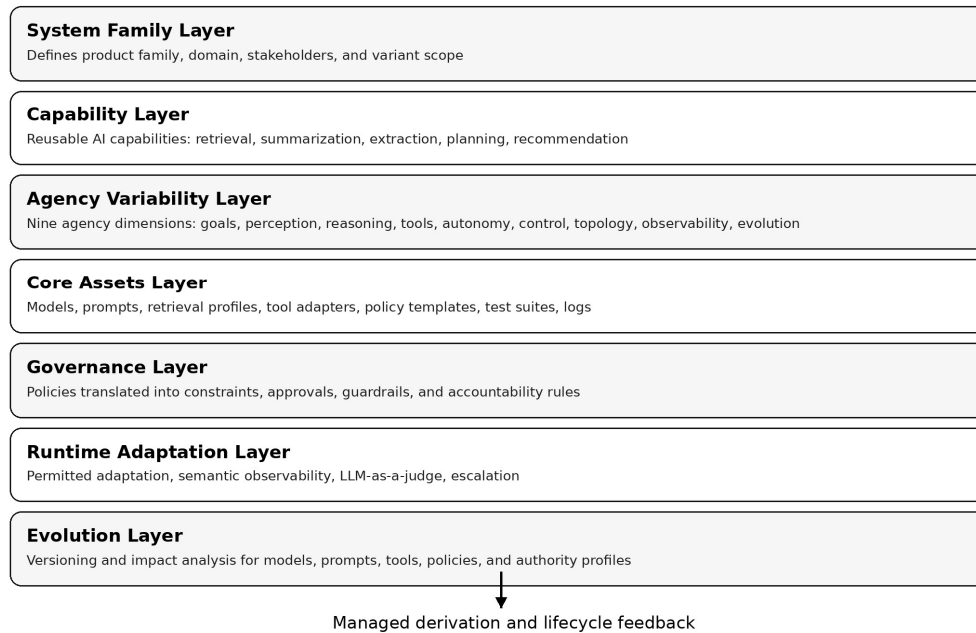 System Family Layer
Defines product family, domain, stakeholders, and variant scope
Capability Layer
Reusable AI capabilities: retrieval, summarization, extraction, planning, recommendation
Agency Variability Layer
Nine agency dimensions: goals, perception, reasoning, tools, autonomy, control, topology, observability, evolution
Core Assets Layer
Models, prompts, retrieval profiles, tool adapters, policy templates, test suites, logs
Governance Layer
Policies translated into constraints, approvals, guardrails, and accountability rules
Runtime Adaptation Layer
Permitted adaptation, semantic observability, LLM-as-a-judge, escalation
Evolution Layer
Versioning and impact analysis for models, prompts, tools, policies, and authority profiles
Managed derivation and lifecycle feedback